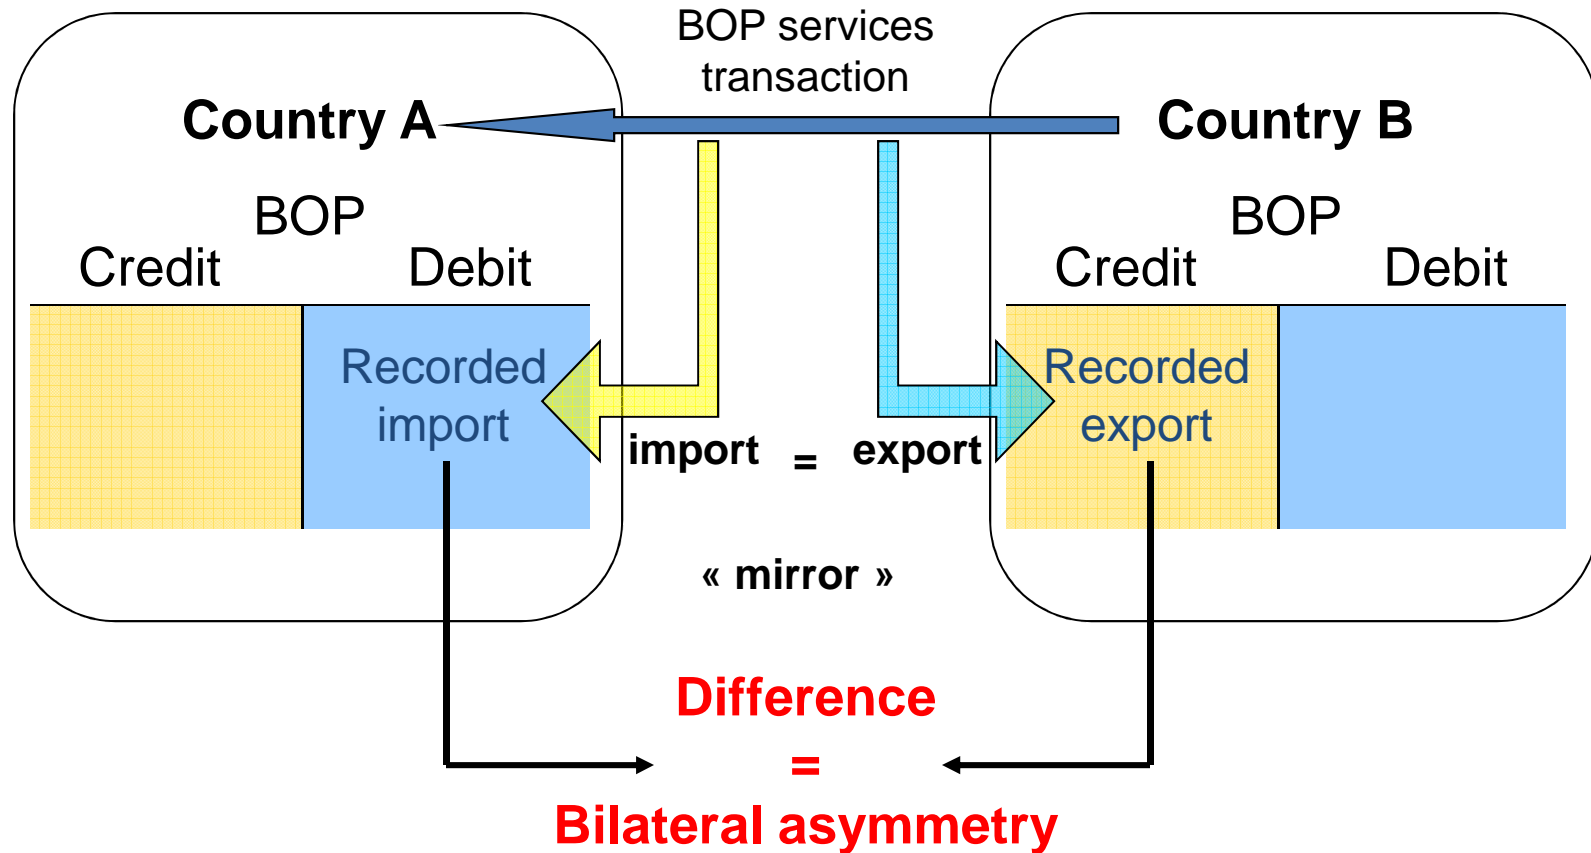 BOP services
transaction
Country A
Country B
BOP
BOP
Credit
Debit
Credit
Debit
Recorded
import
Recorded
export
import = export
« mirror »
Difference
=
Bilateral asymmetry